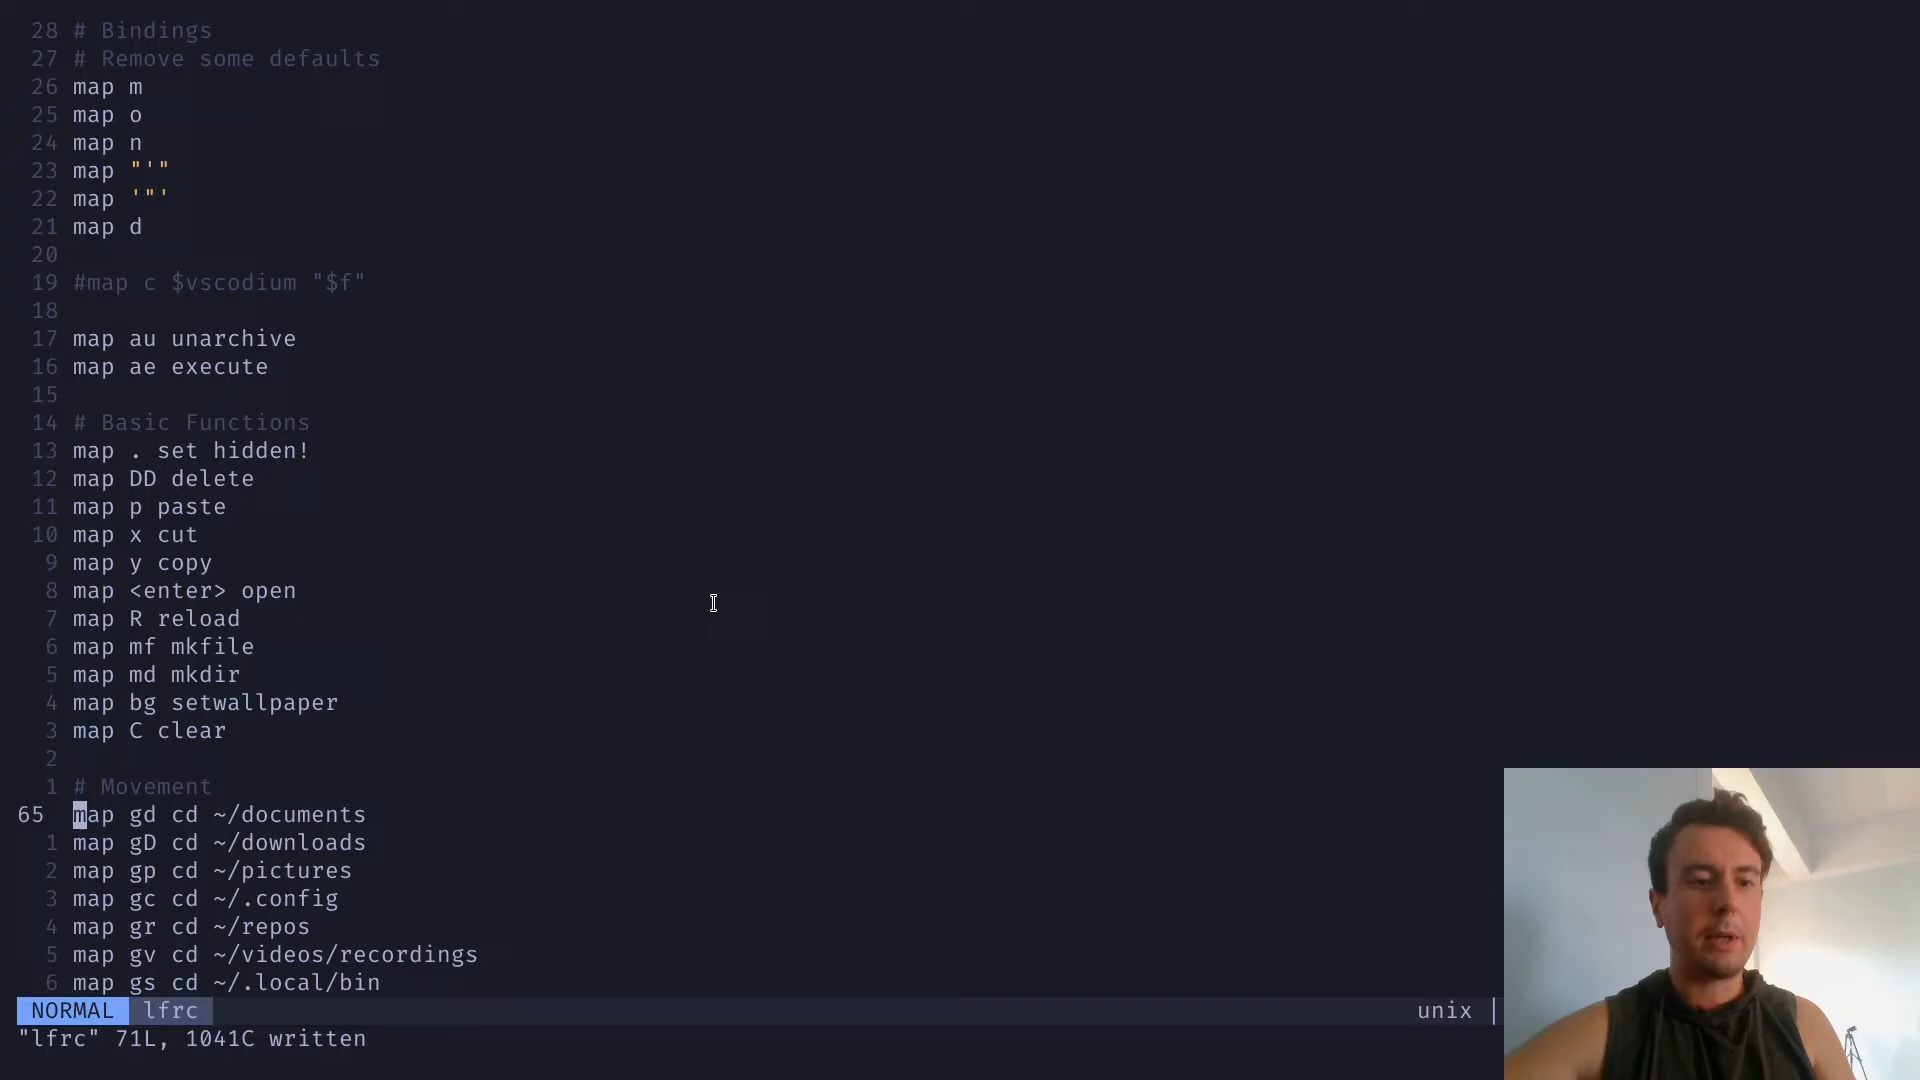 28 # Bindings
27 # Remove some defaults
26 map m
25 map o
24 map n
23 map "'"
22 map '"'
21 map d
20
19 #map c $vscodium "$f"
18
17 map au unarchive
16 map ae execute
15
14 # Basic Functions
13 map . set hidden!
12 map DD delete
11 map p paste
10 map x cut
9 map y copy
8 map <enter> open
7 map R reload
6 map mf mkfile
5 map md mkdir
4 map bg setwallpaper
3 map C clear
2
1 # Movement
65 map gd cd ~/documents
1 map gD cd ~/downloads
2 map gp cd ~/pictures
3 map gc cd ~/.config
4 map gr cd ~/repos
5 map gv cd ~/videos/recordings
6 map gs cd ~/.local/bin
NORMAL lfrc unix |
"lfrc" 71L, 1041C written